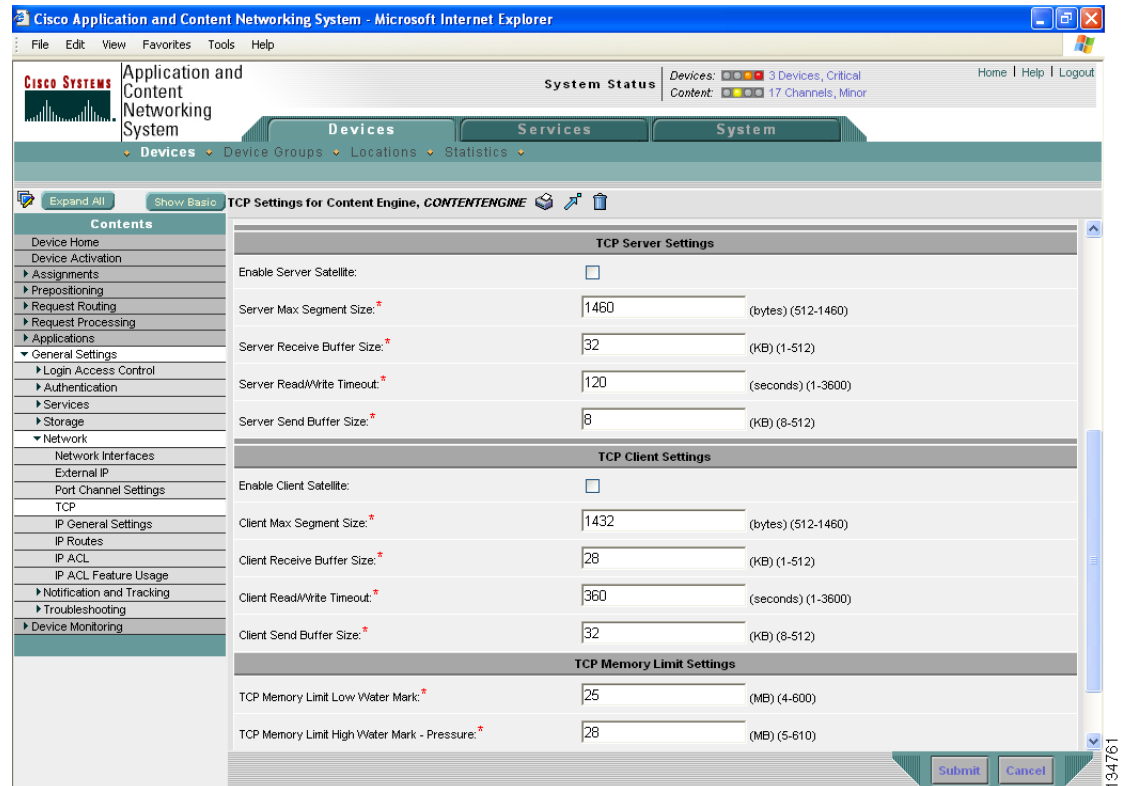 Cisco Application and Content Networking System - Microsoft Internet Explorer
File Edit View Favorites Tools Help
CISCO SYSTEMS
Application and
Content
Networking
System
System Status
Devices: 3 Devices, Critical
Content: 17 Channels, Minor
Home | Help | Logout
Devices Services System
Devices Device Groups Locations Statistics
Expand All Show Basic
TCP Settings for Content Engine, CONTENTENGINE
Contents
Device Home
Device Activation
Assignments
Prepositioning
Request Routing
Request Processing
Applications
General Settings
Login Access Control
Authentication
Services
Storage
Network
Network Interfaces
External IP
Port Channel Settings
TCP
IP General Settings
IP Routes
IP ACL
IP ACL Feature Usage
Notification and Tracking
Troubleshooting
Device Monitoring
TCP Server Settings
Enable Server Satellite:
Server Max Segment Size:* 1460 (bytes) (512-1460)
Server Receive Buffer Size:* 32 (KB) (1-512)
Server Read/Write Timeout:* 120 (seconds) (1-3600)
Server Send Buffer Size:* 8 (KB) (8-512)
TCP Client Settings
Enable Client Satellite:
Client Max Segment Size:* 1432 (bytes) (512-1460)
Client Receive Buffer Size:* 28 (KB) (1-512)
Client Read/Write Timeout:* 360 (seconds) (1-3600)
Client Send Buffer Size:* 32 (KB) (8-512)
TCP Memory Limit Settings
TCP Memory Limit Low Water Mark:* 25 (MB) (4-600)
TCP Memory Limit High Water Mark - Pressure:* 28 (MB) (5-610)
Submit Cancel
134761